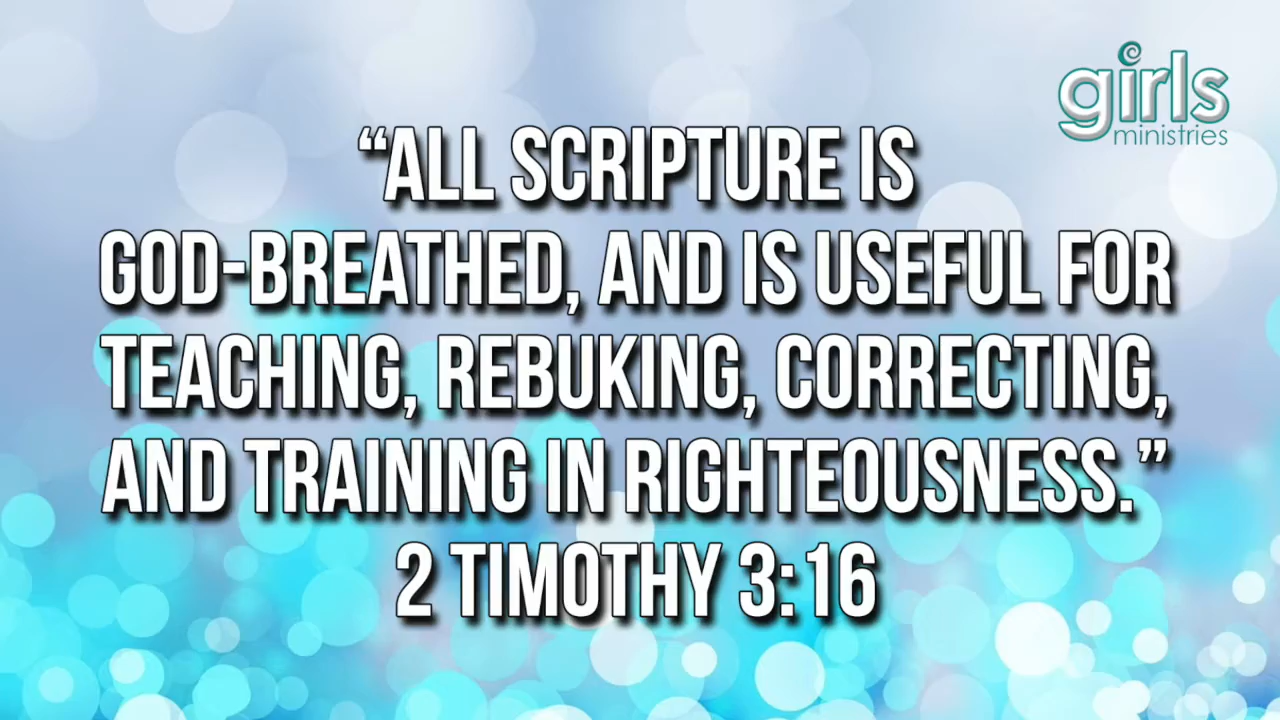 girls
ministries
“ALL SCRIPTURE IS
GOD-BREATHED, AND IS USEFUL FOR
TEACHING, REBUKING, CORRECTING,
AND TRAINING IN RIGHTEOUSNESS.”
2 TIMOTHY 3:16